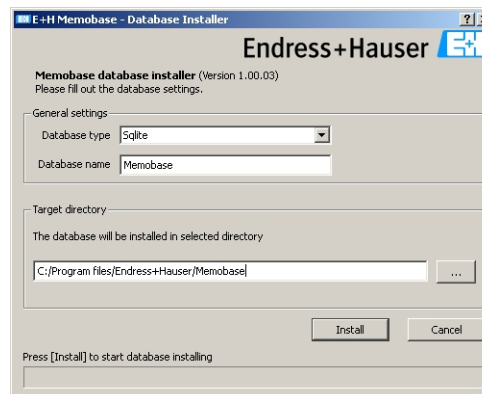 E+H Memobase - Database Installer
Endress+Hauser
Memobase database installer (Version 1.00.03)
Please fill out the database settings.
General settings
Database type Sqlite
Database name Memobase
Target directory
The database will be installed in selected directory
C:/Program files/Endress+Hauser/Memobase
...
Install Cancel
Press [Install] to start database installing